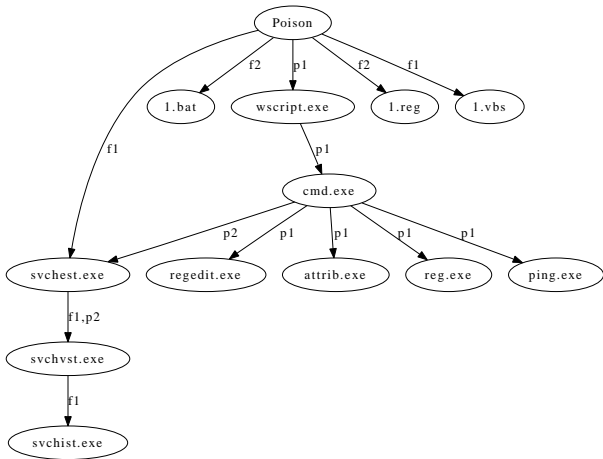 Poison
f2 p1 f2 f1
1.bat wscript.exe 1.reg 1.vbs
f1 p1
cmd.exe
p2 p1 p1 p1 p1
svchest.exe regedit.exe attrib.exe reg.exe ping.exe
f1,p2
svchvst.exe
f1
svchist.exe